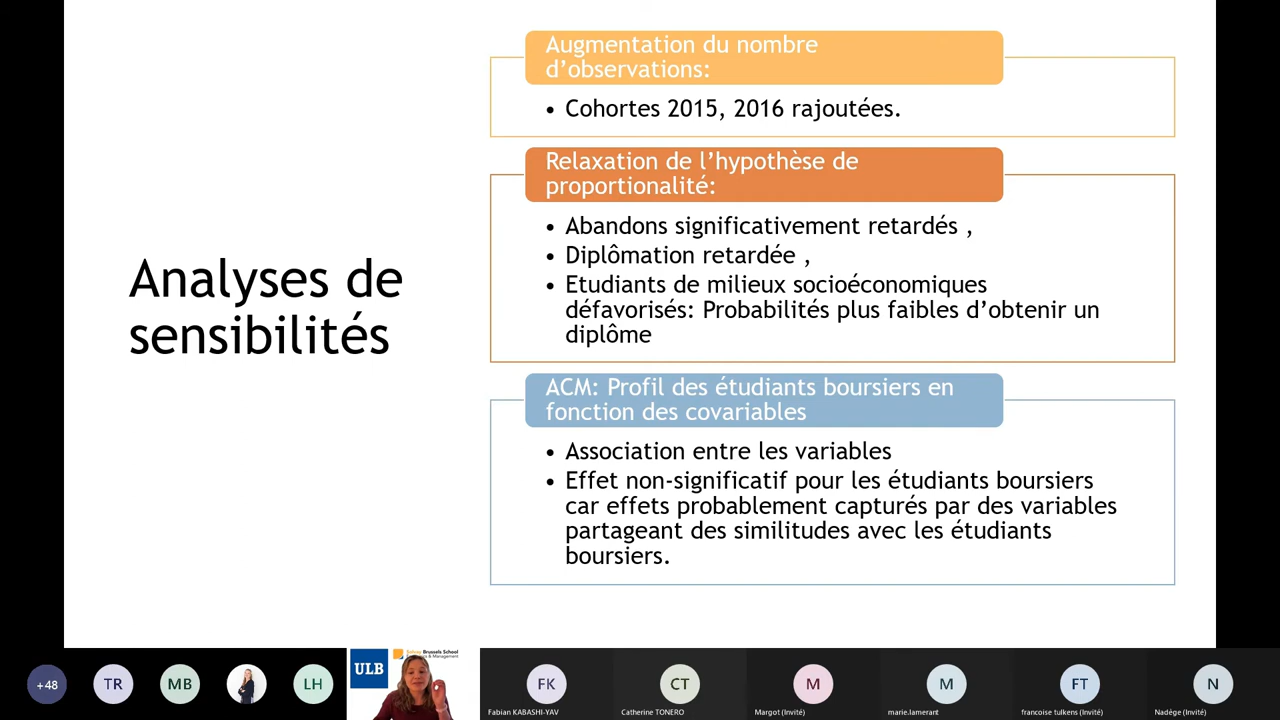 Analyses de
sensibilités
Augmentation du nombre
d’observations:
• Cohortes 2015, 2016 rajoutées.
Relaxation de l’hypothèse de
proportionalité:
• Abandons significativement retardés ,
• Diplômation retardée ,
• Etudiants de milieux socioéconomiques
défavorisés: Probabilités plus faibles d’obtenir un
diplôme
ACM: Profil des étudiants boursiers en
fonction des covariables
• Association entre les variables
• Effet non-significatif pour les étudiants boursiers
car effets probablement capturés par des variables
partageant des similitudes avec les étudiants
boursiers.
+48
TR
MB
LH
ULB
Brussels School
& Management
FK
Fabian KABASHI-YAV
CT
Catherine TONERO
M
Margot (Invité)
M
marie.lamerant
FT
francoise tulkens (Invité)
N
Nadège (Invité)